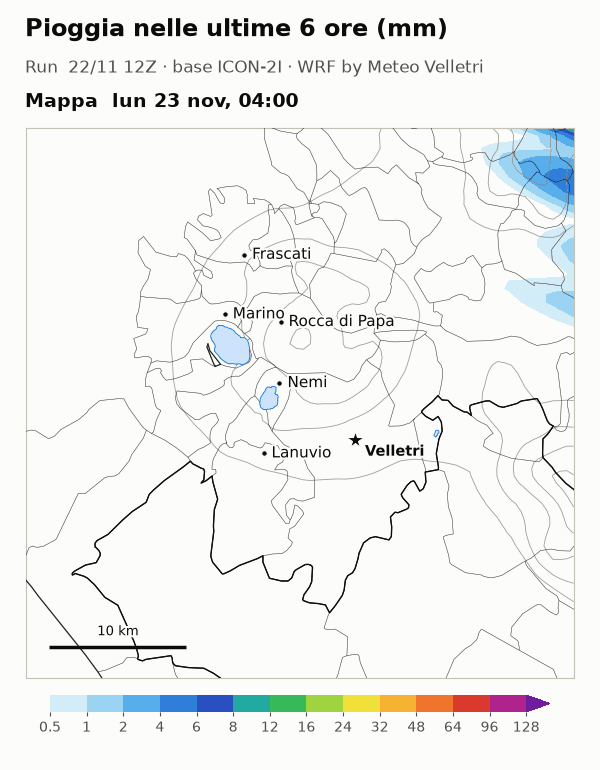 Pioggia nelle ultime 6 ore (mm)
Run  22/11 12Z · base ICON-2I · WRF by Meteo Velletri
Mappa  lun 23 nov, 04:00
Frascati
Marino
Rocca di Papa
Nemi
Velletri
Lanuvio
10 km
0.5 1 2 4 6 8 12 16 24 32 48 64 96 128